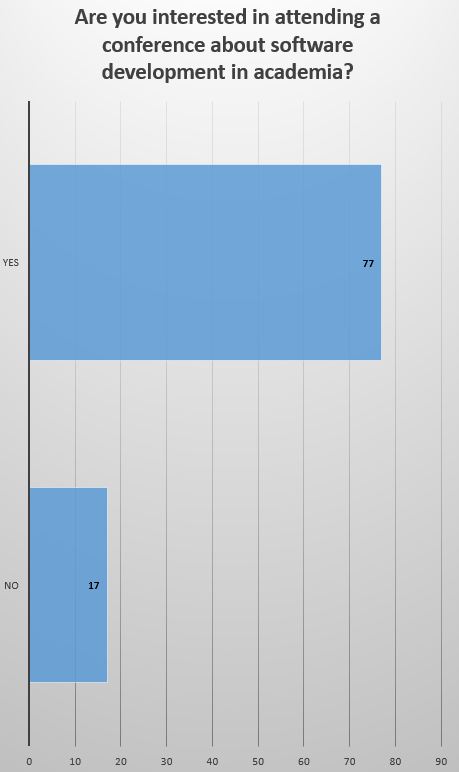 Are you interested in attending a
conference about software
development in academia?
YES
77
NO
17
0 10 20 30 40 50 60 70 80 90